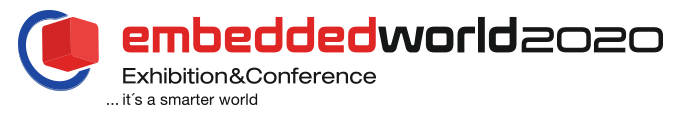 embeddedworld2020
Exhibition&Conference
... it´s a smarter world